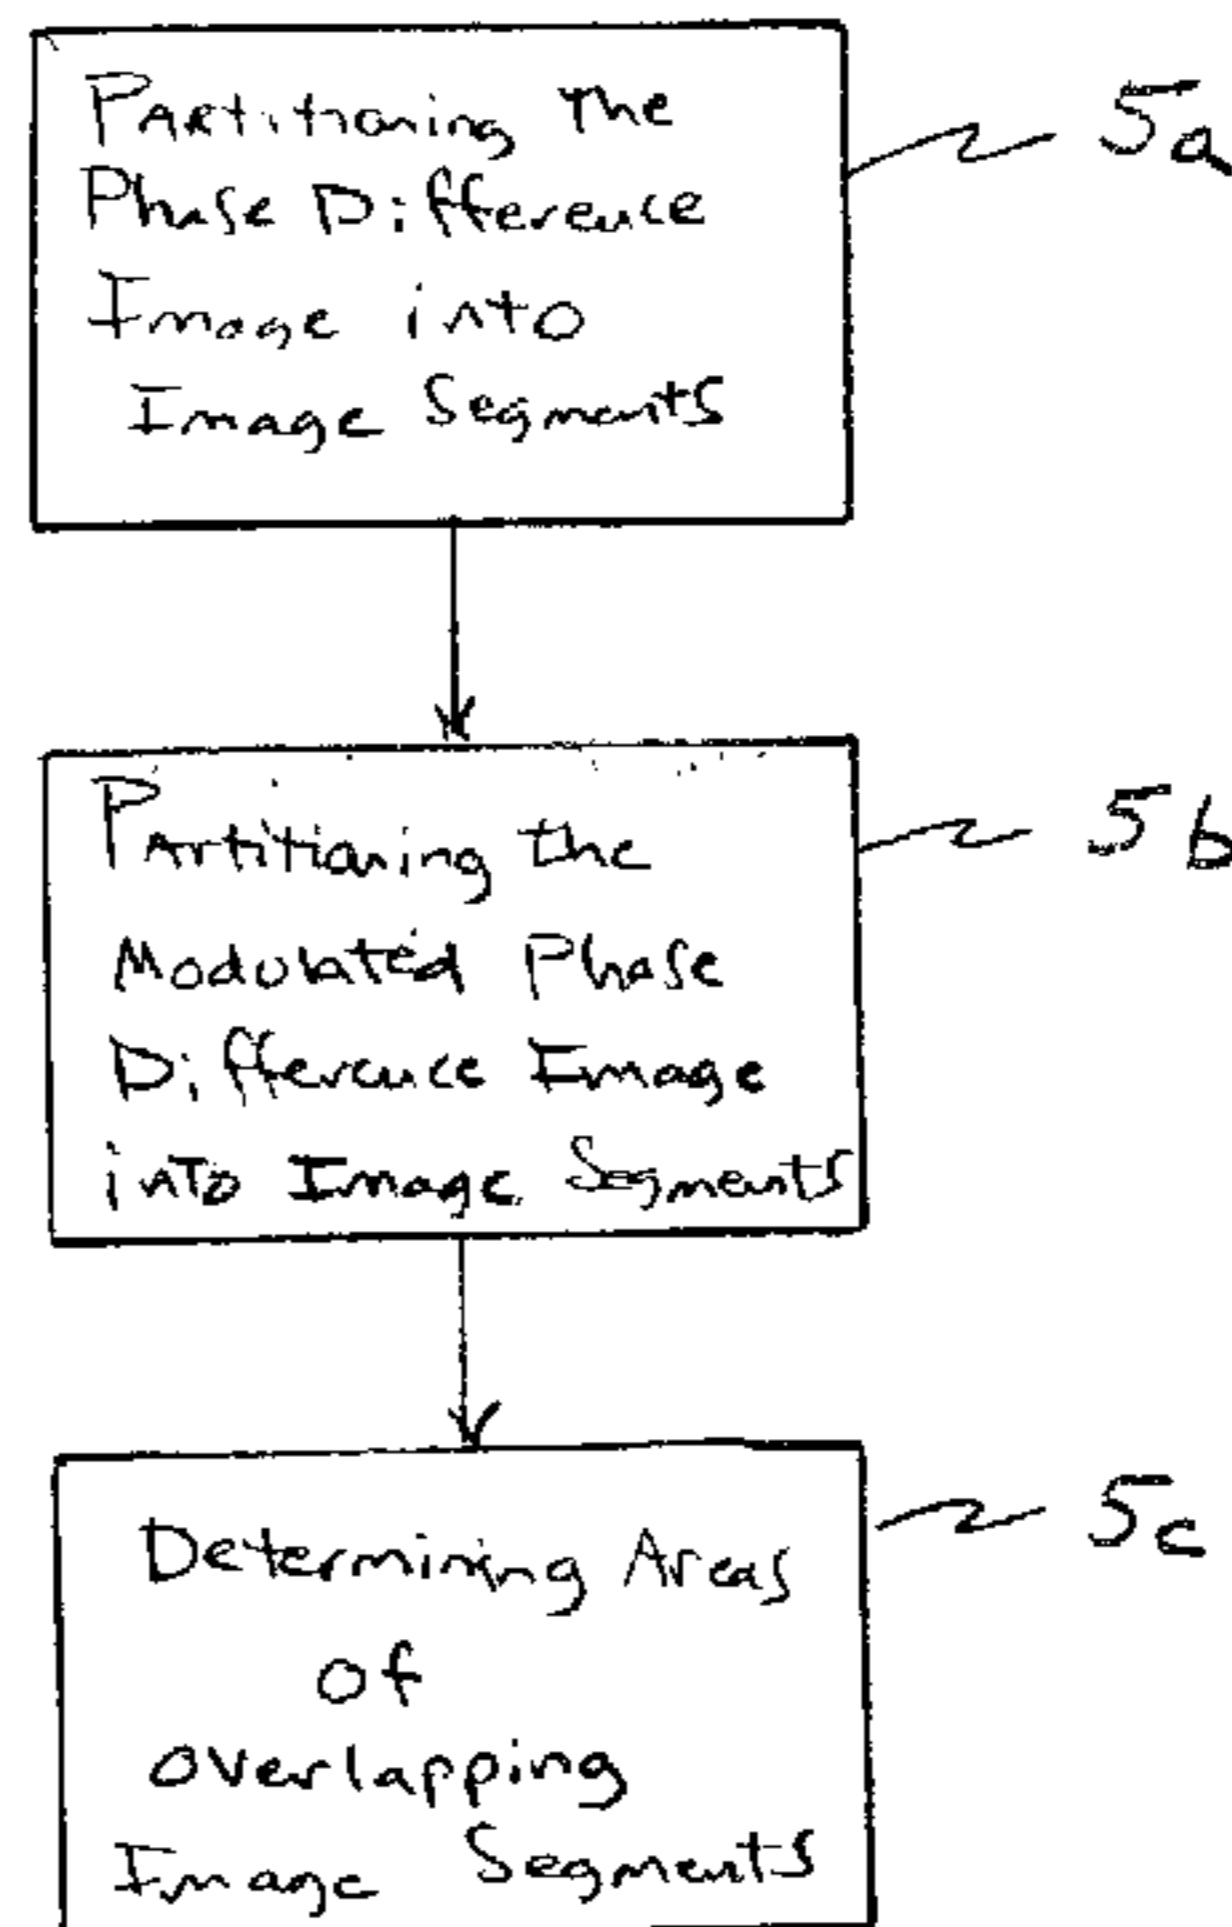 Partitioning the
Phase Difference
Image into
Image Segments
5a
Partitioning the
Modulated Phase
Difference Image
into Image Segments
5b
Determining Areas
of
overlapping
Image Segments
5c